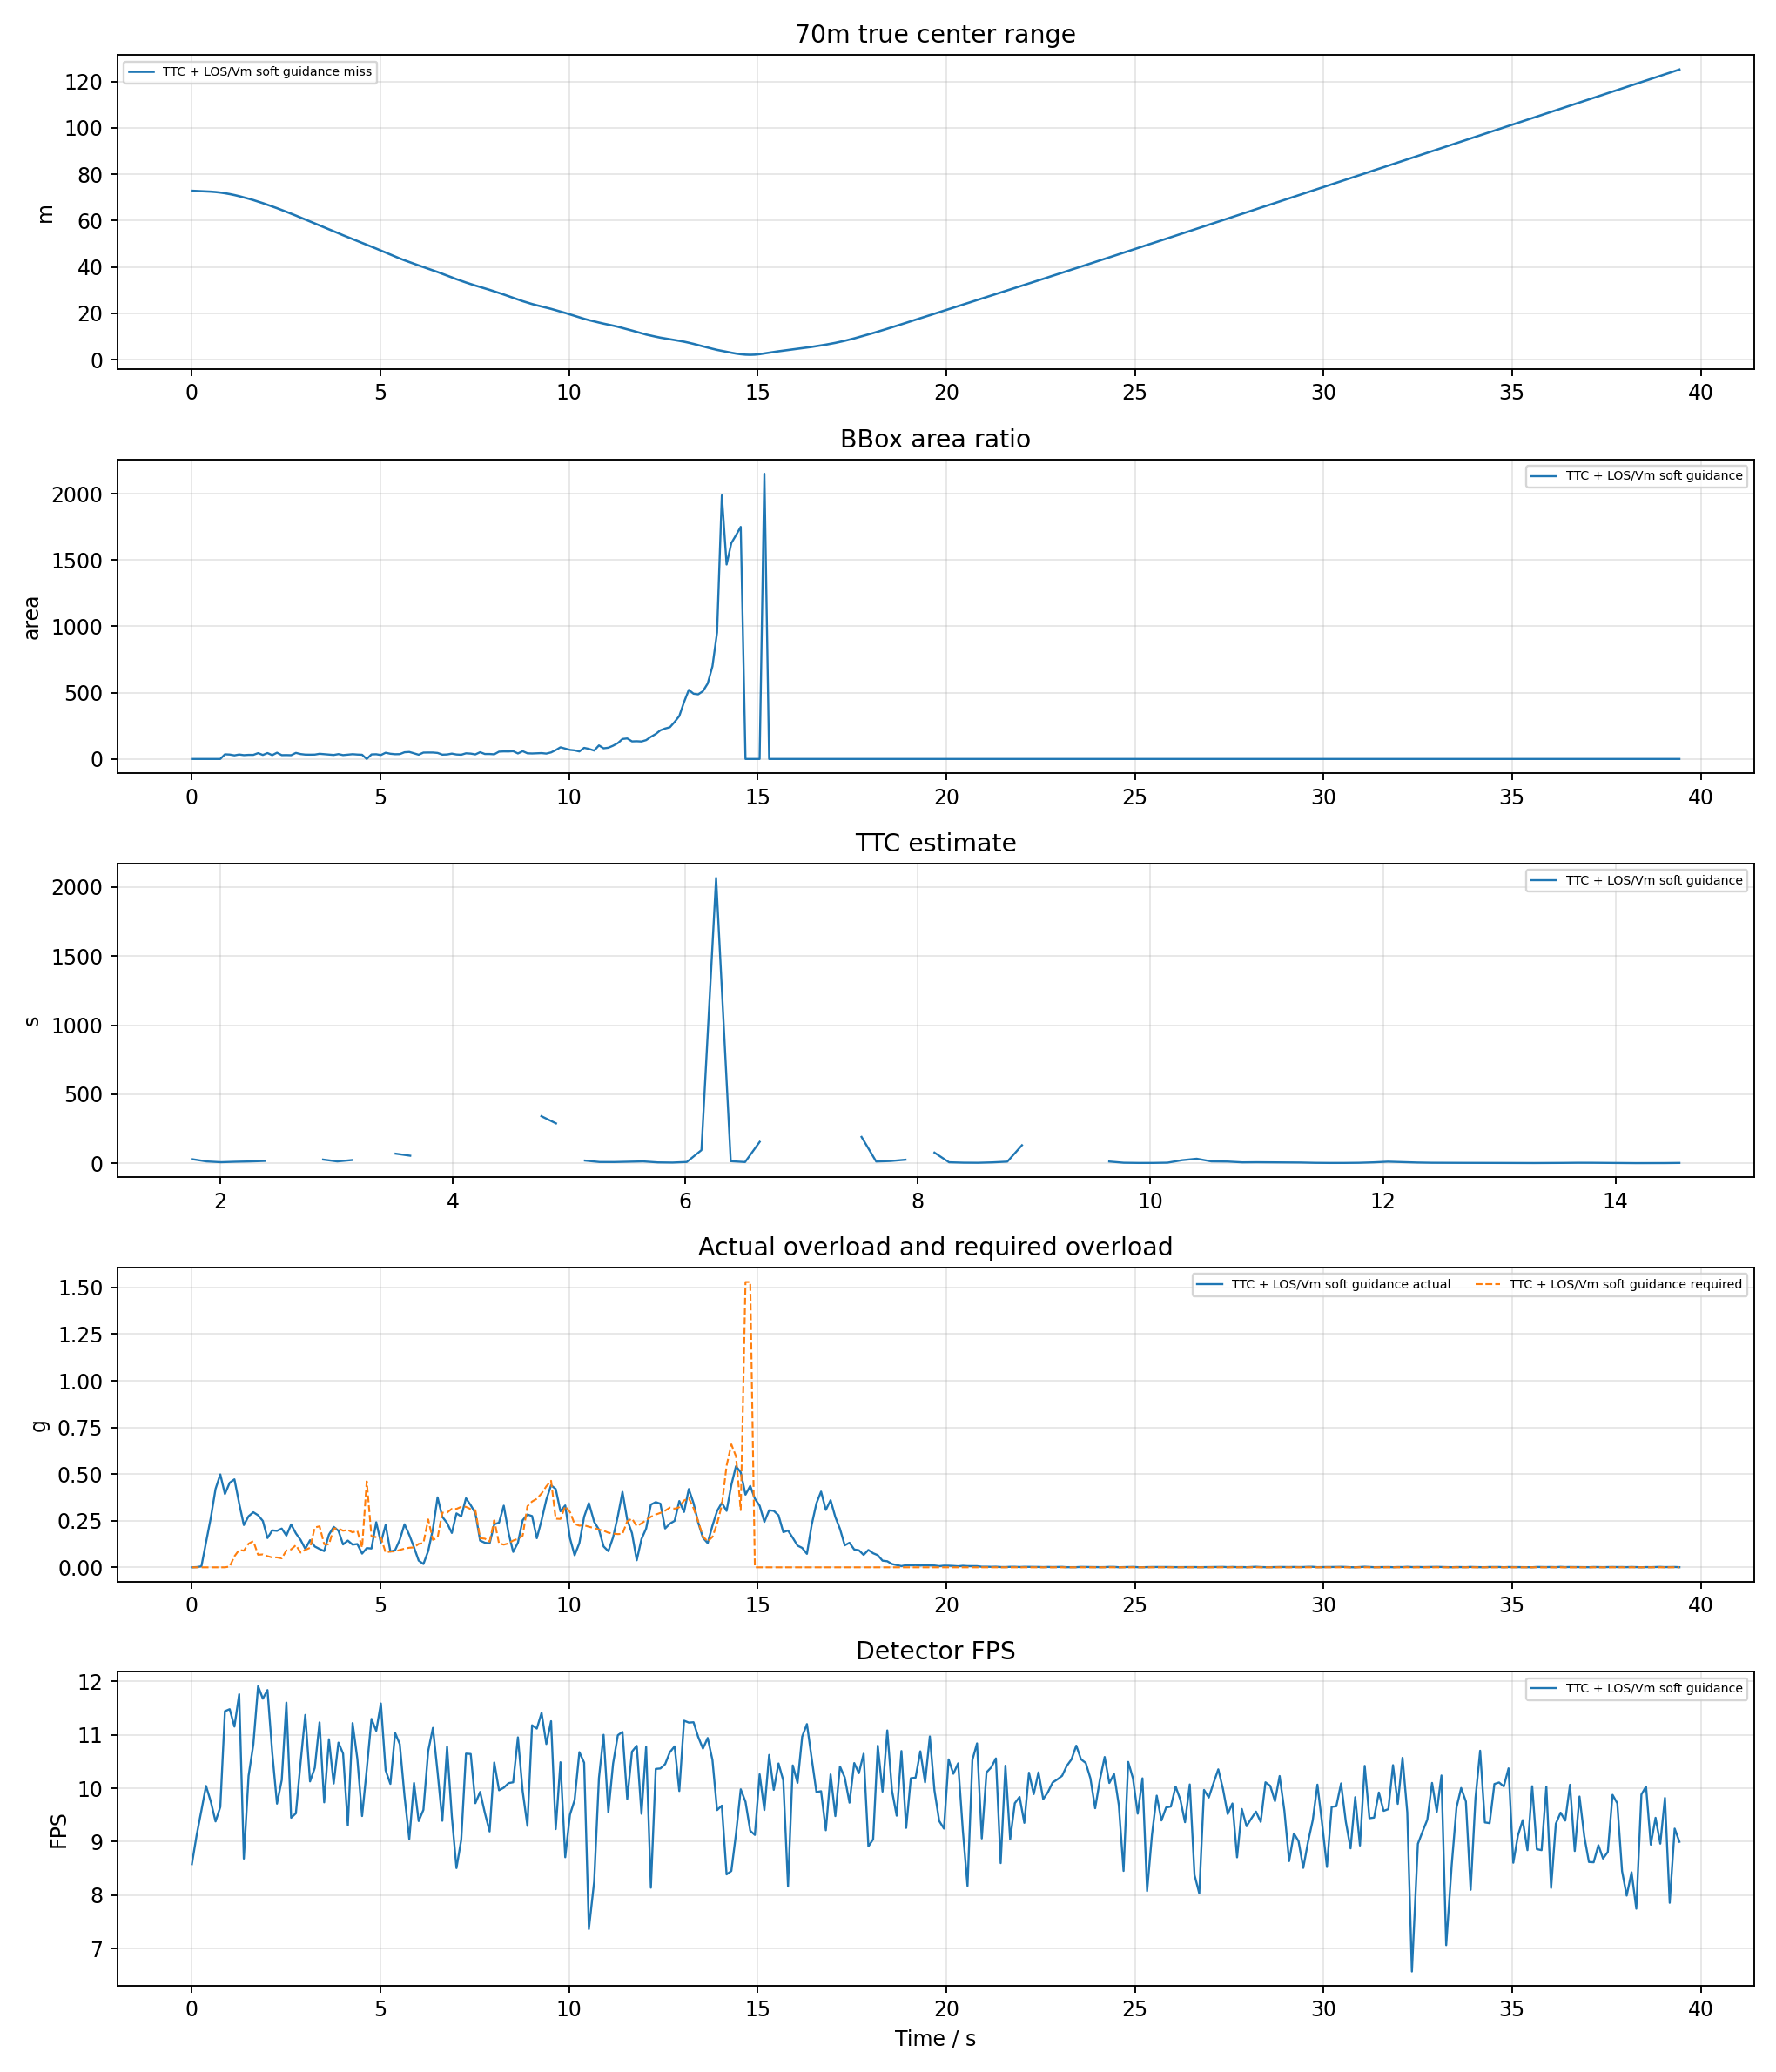 70m true center range
TTC + LOS/Vm soft guidance miss
120
100
80
60
40
20
0
m
0 5 10 15 20 25 30 35 40
BBox area ratio
TTC + LOS/Vm soft guidance
2000
1500
1000
500
0
area
0 5 10 15 20 25 30 35 40
TTC estimate
TTC + LOS/Vm soft guidance
2000
1500
1000
500
0
s
2 4 6 8 10 12 14
Actual overload and required overload
TTC + LOS/Vm soft guidance actual TTC + LOS/Vm soft guidance required
1.50
1.25
1.00
0.75
0.50
0.25
0.00
g
0 5 10 15 20 25 30 35 40
Detector FPS
TTC + LOS/Vm soft guidance
12
11
10
9
8
7
FPS
0 5 10 15 20 25 30 35 40
Time / s